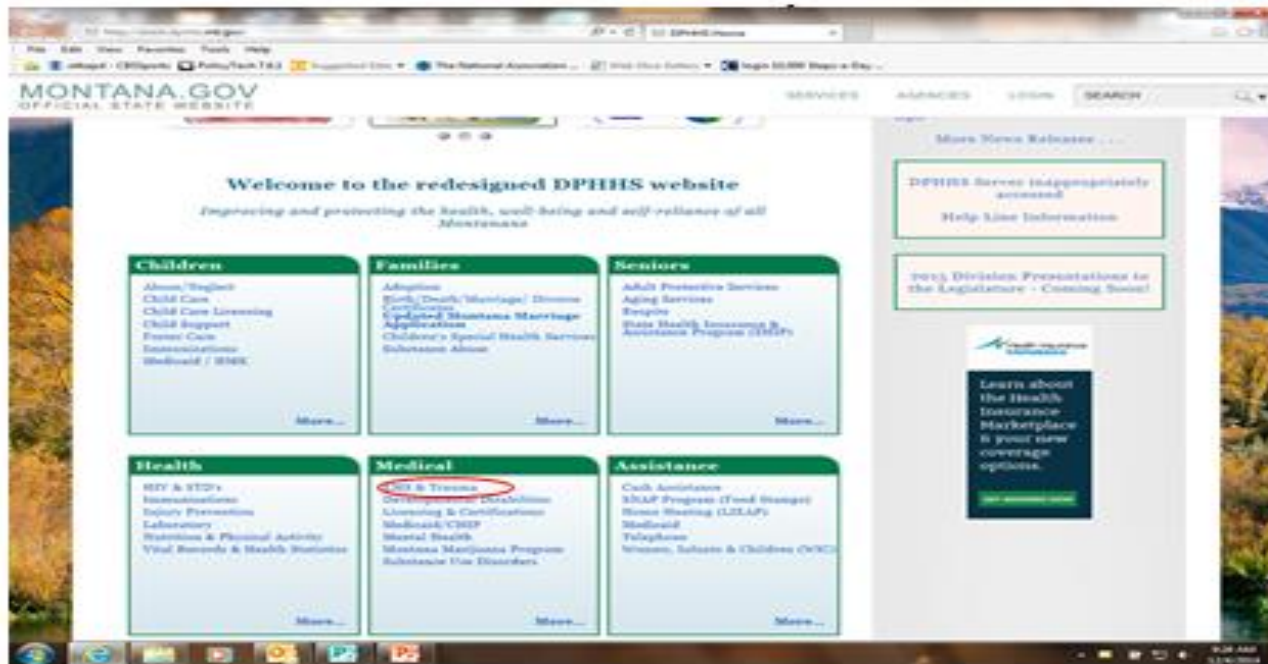 File Edit View Favorites Tools Help
DPHHS Home
MONTANA.GOV
OFFICIAL STATE WEBSITE
SERVICES AGENCIES LOGIN SEARCH
More News Releases . . .
Welcome to the redesigned DPHHS website
Improving and protecting the health, well-being and self-reliance of all
Montanans
DPHHS Server inappropriately
accessed
Help Line Information
2015 Division Presentations to
the Legislature - Coming Soon!
Children
Abuse/Neglect
Child Care
Child Care Licensing
Child Support
Foster Care
Immunizations
Medicaid / HMK
More...
Families
Adoption
Birth/Death/Marriage/ Divorce
Certificates
Updated Montana Marriage
Application
Children's Special Health Services
Substance Abuse
More...
Seniors
Adult Protective Services
Aging Services
Respite
State Health Insurance &
Assistance Program (SHIP)
More...
Health Insurance
Learn about
the Health
Insurance
Marketplace
& your new
coverage
options.
Health
HIV & STD's
Immunizations
Injury Prevention
Laboratory
Nutrition & Physical Activity
Vital Records & Health Statistics
More...
Medical
EMS & Trauma
Developmental Disabilities
Licensing & Certifications
Medicaid/CHIP
Mental Health
Montana Marijuana Program
Substance Use Disorders
More...
Assistance
Cash Assistance
SNAP Program (Food Stamps)
Home Heating (LIEAP)
Medicaid
Telephone
Women, Infants & Children (WIC)
More...
9:28 AM